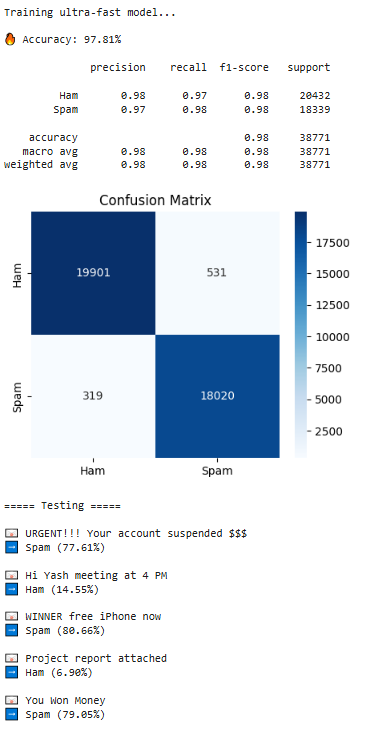 Training ultra-fast model...
🔥 Accuracy: 97.81%
precision recall f1-score support
Ham 0.98 0.97 0.98 20432
Spam 0.97 0.98 0.98 18339
accuracy 0.98 38771
macro avg 0.98 0.98 0.98 38771
weighted avg 0.98 0.98 0.98 38771
Confusion Matrix
Ham 19901 531
Spam 319 18020
Ham Spam
17500
15000
12500
10000
7500
5000
2500
===== Testing =====
📨 URGENT!!! Your account suspended $$$
➡️ Spam (77.61%)
📨 Hi Yash meeting at 4 PM
➡️ Ham (14.55%)
📨 WINNER free iPhone now
➡️ Spam (80.66%)
📨 Project report attached
➡️ Ham (6.90%)
📨 You Won Money
➡️ Spam (79.05%)